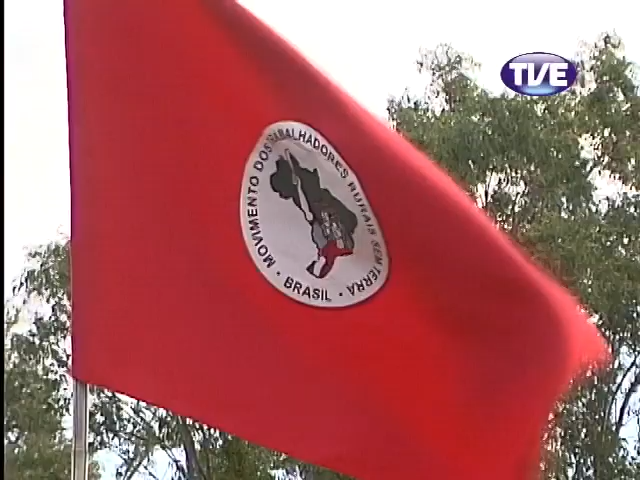 TVE
MOVIMENTO DOS TRABALHADORES RURAIS SEM TERRA
· BRASIL ·